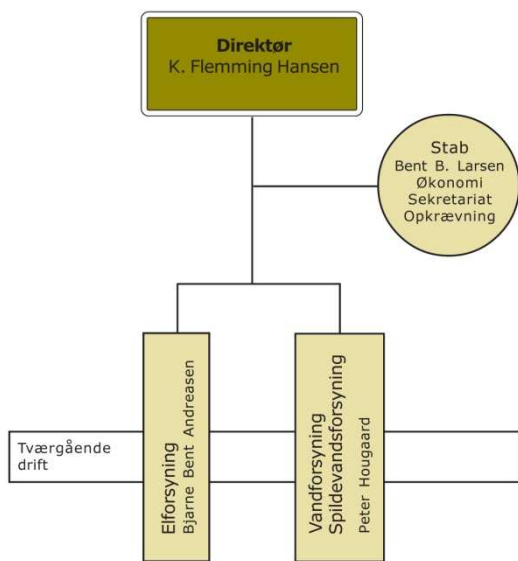 Direktør
K. Flemming Hansen
Stab
Bent B. Larsen
Økonomi
Sekretariat
Opkrævning
Tværgående
drift
Elforsyning
Bjarne Bent Andreasen
Vandforsyning
Spildevandsforsyning
Peter Hougaard